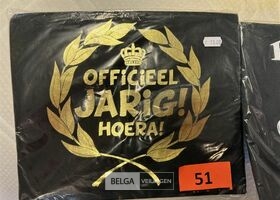 OFFICIEEL
JARIG!
HOERA!
BELGA VEILINGEN
51